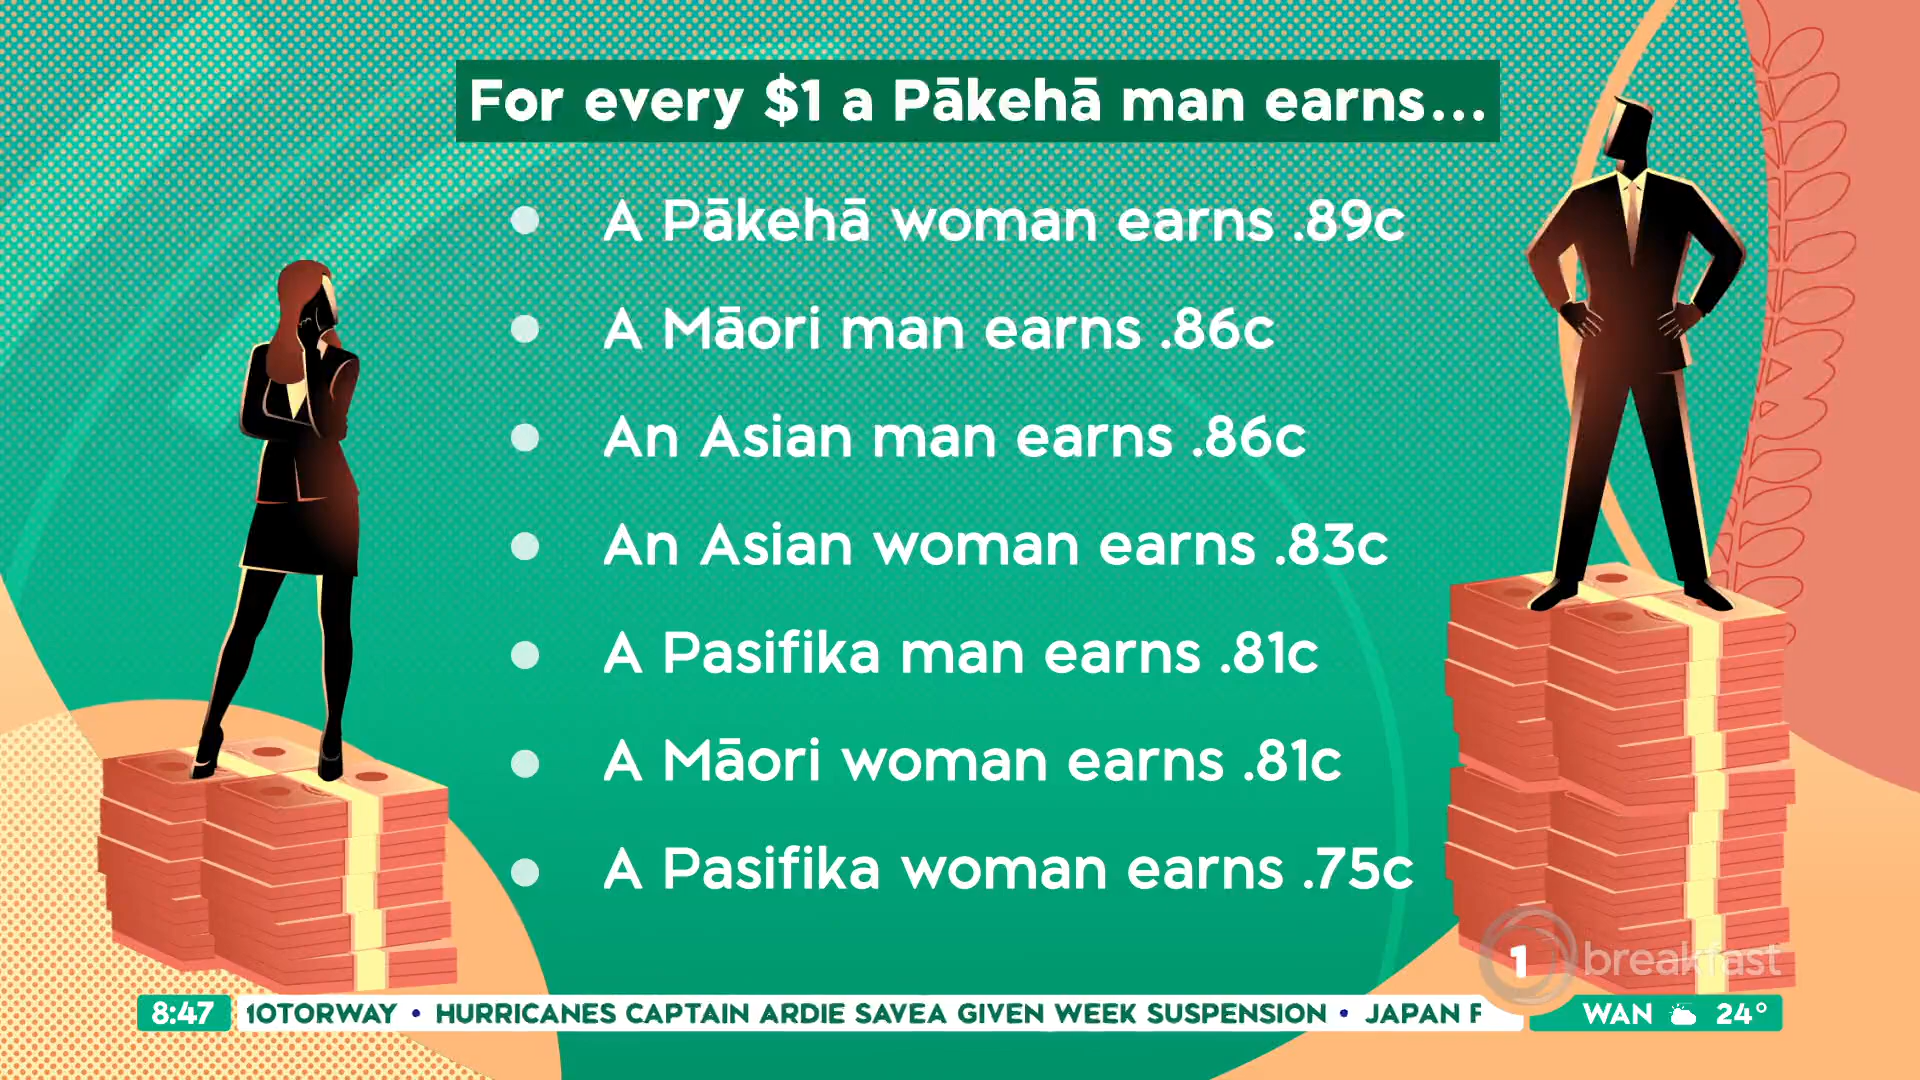 For every $1 a Pākehā man earns...
• A Pākehā woman earns .89c
• A Māori man earns .86c
• An Asian man earns .86c
• An Asian woman earns .83c
• A Pasifika man earns .81c
• A Māori woman earns .81c
• A Pasifika woman earns .75c
1 breakfast
8:47 OTORWAY • HURRICANES CAPTAIN ARDIE SAVEA GIVEN WEEK SUSPENSION • JAPAN WAN 24°